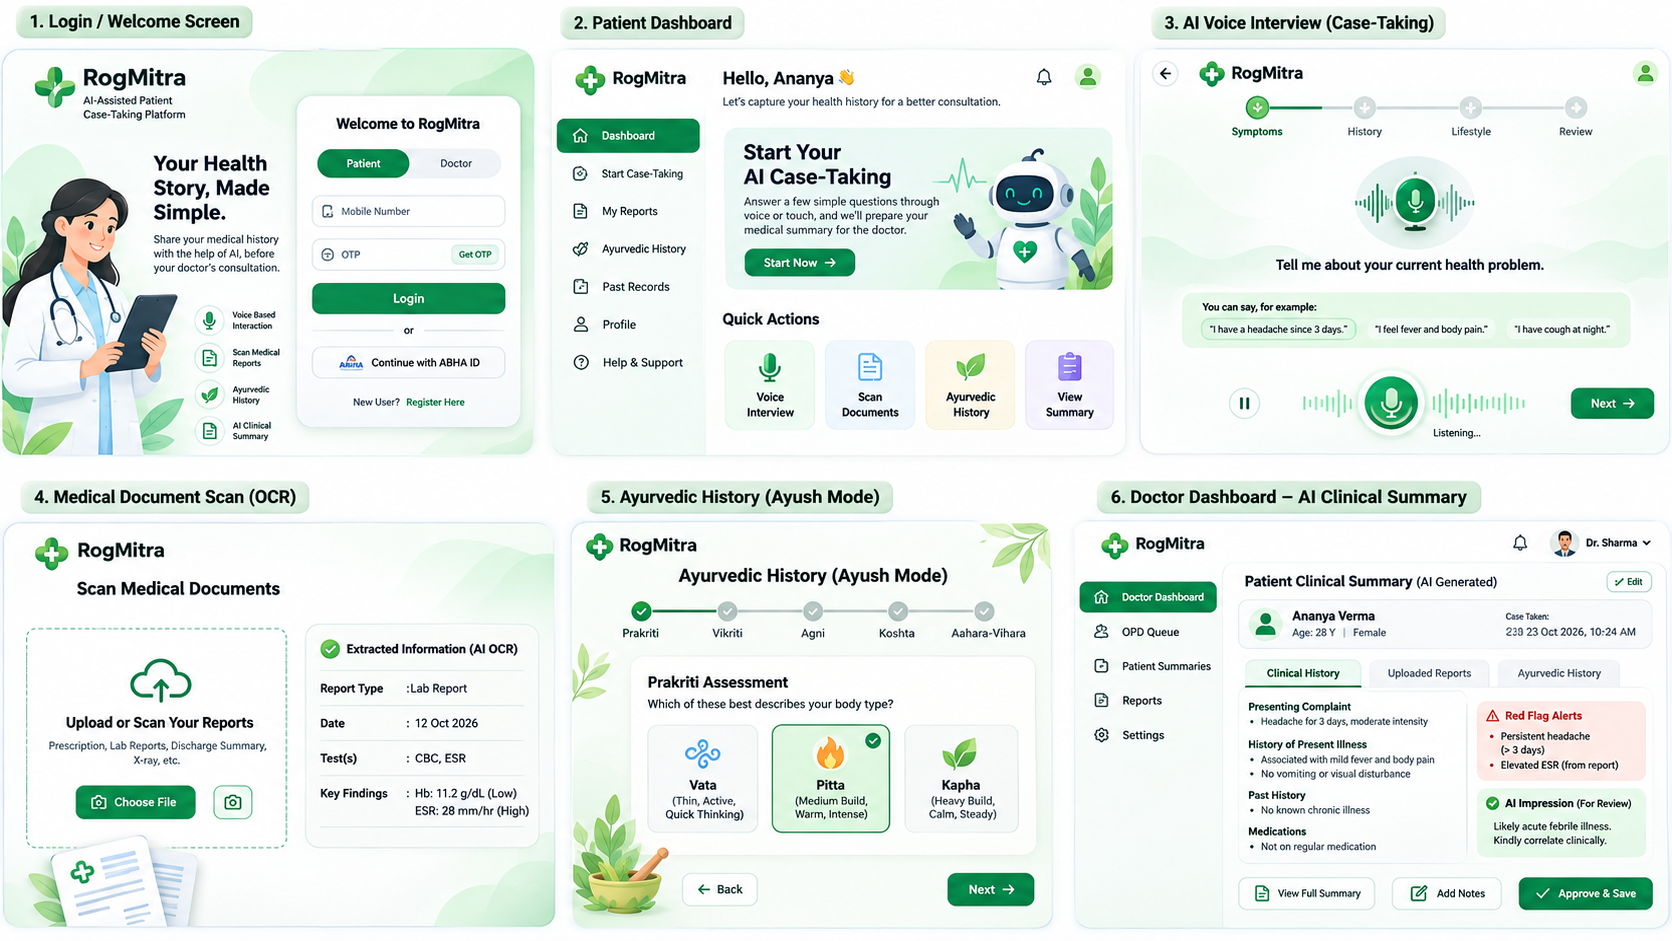 1. Login / Welcome Screen
RogMitra
AI-Assisted Patient
Case-Taking Platform
Your Health
Story, Made
Simple.
Share your medical history
with the help of AI, before
your doctor's consultation.
Voice Based
Interaction
Scan Medical
Reports
Ayurvedic
History
AI Clinical
Summary
Welcome to RogMitra
Patient
Doctor
Mobile Number
OTP
Get OTP
Login
or
Continue with ABHA ID
New User? Register Here
2. Patient Dashboard
RogMitra
Dashboard
Start Case-Taking
My Reports
Ayurvedic History
Past Records
Profile
Help & Support
Hello, Ananya 👋
Let's capture your health history for a better consultation.
Start Your
AI Case-Taking
Answer a few simple questions through
voice or touch, and we'll prepare your
medical summary for the doctor.
Start Now →
Quick Actions
Voice
Interview
Scan
Documents
Ayurvedic
History
View
Summary
3. AI Voice Interview (Case-Taking)
RogMitra
Symptoms
History
Lifestyle
Review
Tell me about your current health problem.
You can say, for example:
"I have a headache since 3 days."
"I feel fever and body pain."
"I have cough at night."
Listening...
Next →
4. Medical Document Scan (OCR)
RogMitra
Scan Medical Documents
Upload or Scan Your Reports
Prescription, Lab Reports, Discharge Summary,
X-ray, etc.
Choose File
Extracted Information (AI OCR)
Report Type :Lab Report
Date : 12 Oct 2026
Test(s) : CBC, ESR
Key Findings : Hb: 11.2 g/dL (Low)
ESR: 28 mm/hr (High)
5. Ayurvedic History (Ayush Mode)
RogMitra
Ayurvedic History (Ayush Mode)
Prakriti
Vikriti
Agni
Koshta
Aahara-Vihara
Prakriti Assessment
Which of these best describes your body type?
Vata
(Thin, Active,
Quick Thinking)
Pitta
(Medium Build,
Warm, Intense)
Kapha
(Heavy Build,
Calm, Steady)
← Back
Next →
6. Doctor Dashboard – AI Clinical Summary
RogMitra
Dr. Sharma
Doctor Dashboard
OPD Queue
Patient Summaries
Reports
Settings
Patient Clinical Summary (AI Generated)
Edit
Ananya Verma
Age: 28 Y | Female
Case Taken:
23 Oct 2026, 10:24 AM
Clinical History
Uploaded Reports
Ayurvedic History
Presenting Complaint
• Headache for 3 days, moderate intensity
History of Present Illness
• Associated with mild fever and body pain
• No vomiting or visual disturbance
Past History
• No known chronic illness
Medications
• Not on regular medication
Red Flag Alerts
• Persistent headache
(> 3 days)
• Elevated ESR (from report)
AI Impression (For Review)
Likely acute febrile illness.
Kindly correlate clinically.
View Full Summary
Add Notes
Approve & Save